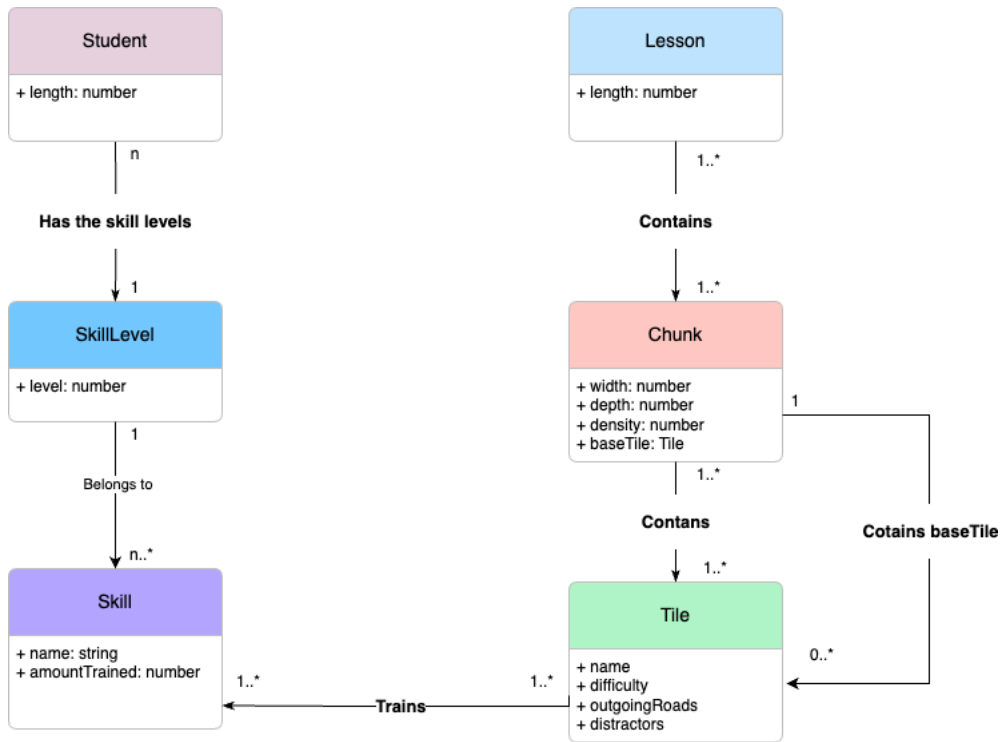 Student
+ length: number
n
Has the skill levels
1
SkillLevel
+ level: number
1
Belongs to
n..*
Skill
+ name: string
+ amountTrained: number
1..*
Trains
1..*
Lesson
+ length: number
1..*
Contains
1..*
Chunk
+ width: number
+ depth: number
+ density: number
+ baseTile: Tile
1
1..*
Contans
Cotains baseTile
1..*
0..*
Tile
+ name
+ difficulty
+ outgoingRoads
+ distractors